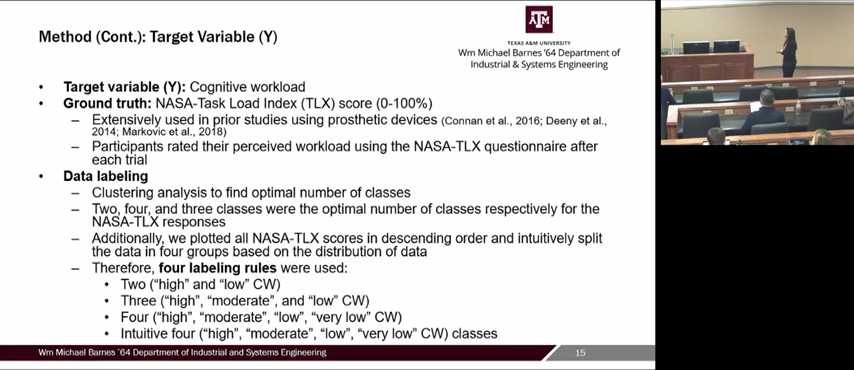 Method (Cont.): Target Variable (Y)
ATM
TEXAS A&M UNIVERSITY
Wm Michael Barnes '64 Department of
Industrial & Systems Engineering
• Target variable (Y): Cognitive workload
• Ground truth: NASA-Task Load Index (TLX) score (0-100%)
– Extensively used in prior studies using prosthetic devices (Connan et al., 2016; Deeny et al.,
2014; Markovic et al., 2018)
– Participants rated their perceived workload using the NASA-TLX questionnaire after
each trial
• Data labeling
– Clustering analysis to find optimal number of classes
– Two, four, and three classes were the optimal number of classes respectively for the
NASA-TLX responses
– Additionally, we plotted all NASA-TLX scores in descending order and intuitively split
the data in four groups based on the distribution of data
– Therefore, four labeling rules were used:
• Two ("high" and "low" CW)
• Three ("high", "moderate", and "low" CW)
• Four ("high", "moderate", "low", "very low" CW)
• Intuitive four ("high", "moderate", "low", "very low" CW) classes
Wm Michael Barnes '64 Department of Industrial and Systems Engineering
15